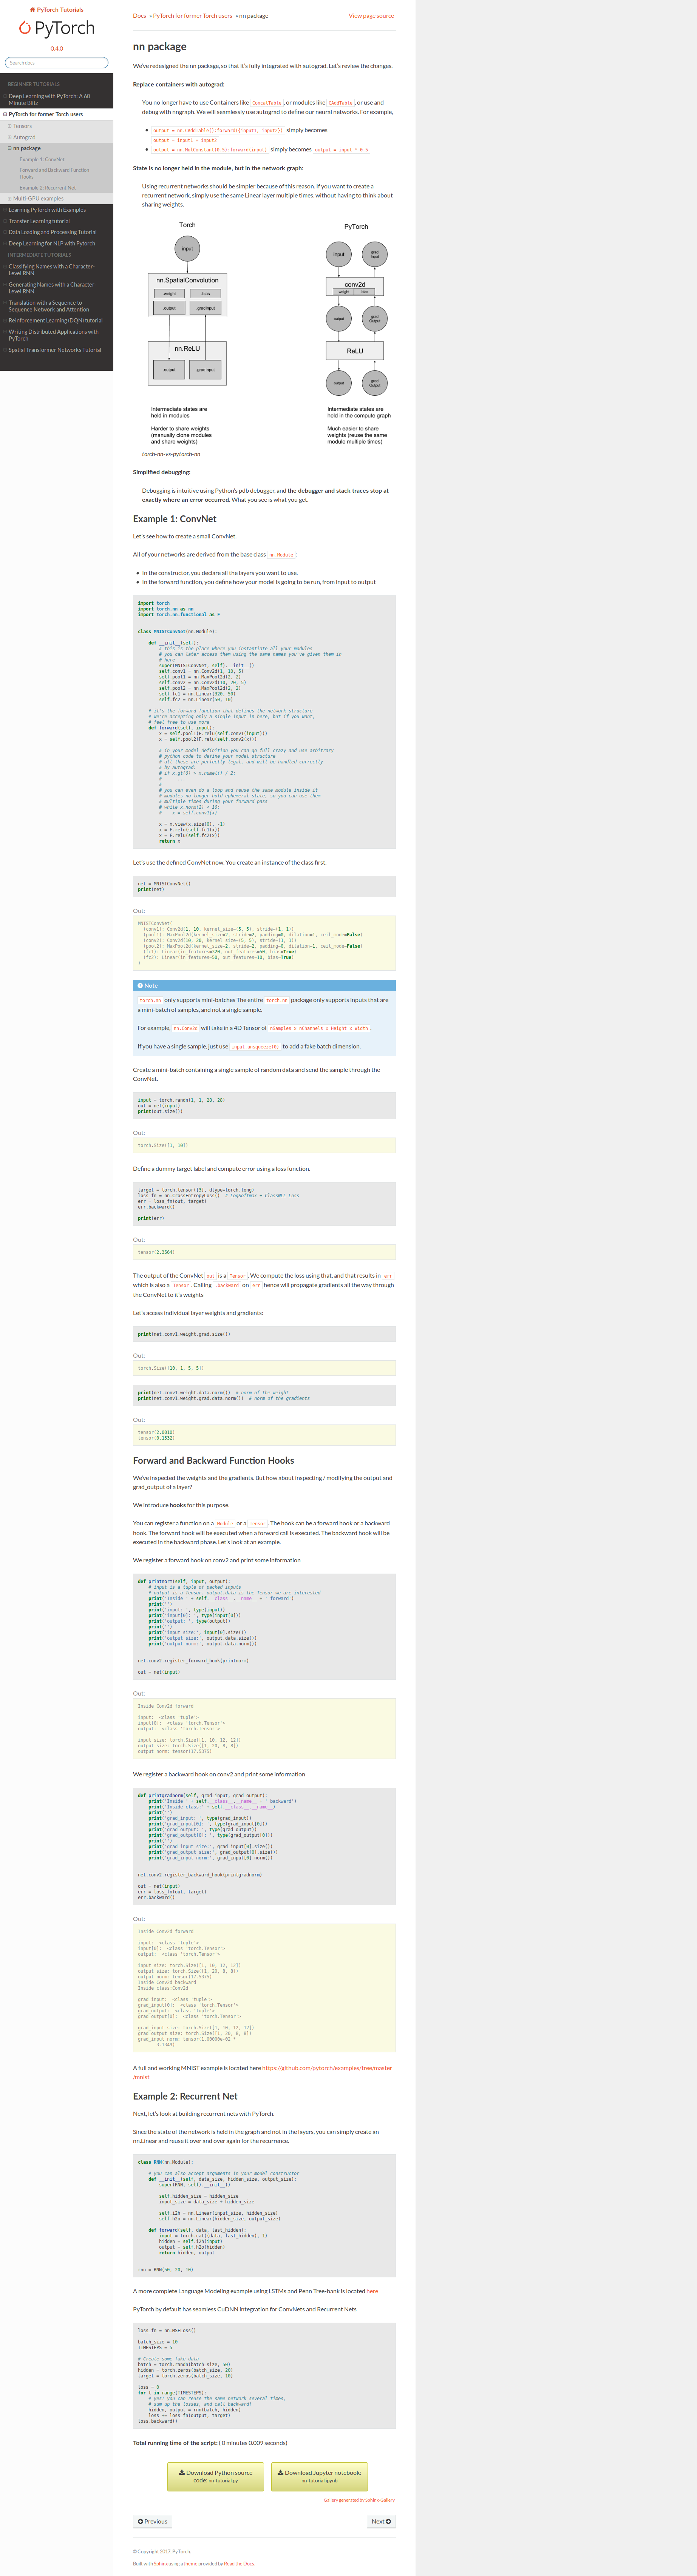 PyTorch Tutorials
PyTorch
0.4.0
Search docs
BEGINNER TUTORIALS
Deep Learning with PyTorch: A 60
Minute Blitz
PyTorch for former Torch users
Tensors
Autograd
nn package
Example 1: ConvNet
Forward and Backward Function
Hooks
Example 2: Recurrent Net
Multi-GPU examples
Learning PyTorch with Examples
Transfer Learning tutorial
Data Loading and Processing Tutorial
Deep Learning for NLP with Pytorch
INTERMEDIATE TUTORIALS
Classifying Names with a Character-
Level RNN
Generating Names with a Character-
Level RNN
Translation with a Sequence to
Sequence Network and Attention
Reinforcement Learning (DQN) tutorial
Writing Distributed Applications with
PyTorch
Spatial Transformer Networks Tutorial
Docs » PyTorch for former Torch users » nn package
View page source
nn package
We've redesigned the nn package, so that it's fully integrated with autograd. Let's review the changes.
Replace containers with autograd:
You no longer have to use Containers like ConcatTable, or modules like CAddTable, or use and
debug with nngraph. We will seamlessly use autograd to define our neural networks. For example,
output = nn.CAddTable():forward({input1, input2}) simply becomes
output = input1 + input2
output = nn.MulConstant(0.5):forward(input) simply becomes output = input * 0.5
State is no longer held in the module, but in the network graph:
Using recurrent networks should be simpler because of this reason. If you want to create a
recurrent network, simply use the same Linear layer multiple times, without having to think about
sharing weights.
Torch
PyTorch
input
input
grad input
nn.SpatialConvolution
weight
.bias
.output
.gradInput
conv2d
weight
bias
output
grad Output
nn.ReLU
.output
.gradInput
ReLU
output
grad Output
Intermediate states are
held in modules
Harder to share weights
(manually clone modules
and share weights)
Intermediate states are
held in the compute graph
Much easier to share
weights (reuse the same
module multiple times)
torch-nn-vs-pytorch-nn
Simplified debugging:
Debugging is intuitive using Python's pdb debugger, and the debugger and stack traces stop at
exactly where an error occurred. What you see is what you get.
Example 1: ConvNet
Let's see how to create a small ConvNet.
All of your networks are derived from the base class nn.Module:
In the constructor, you declare all the layers you want to use.
In the forward function, you define how your model is going to be run, from input to output
import torch
import torch.nn as nn
import torch.nn.functional as F
class MNISTConvNet(nn.Module):
def __init__(self):
# this is the place where you instantiate all your modules
# you can later access them using the same names you've given them in
# here
super(MNISTConvNet, self).__init__()
self.conv1 = nn.Conv2d(1, 10, 5)
self.pool1 = nn.MaxPool2d(2, 2)
self.conv2 = nn.Conv2d(10, 20, 5)
self.pool2 = nn.MaxPool2d(2, 2)
self.fc1 = nn.Linear(320, 50)
self.fc2 = nn.Linear(50, 10)
# it's the forward function that defines the network structure
# we're accepting only a single input in here, but if you want,
# feel free to use more
def forward(self, input):
x = self.pool1(F.relu(self.conv1(input)))
x = self.pool2(F.relu(self.conv2(x)))
# in your model definition you can go full crazy and use arbitrary
# python code to define your model structure
# all these are perfectly legal, and will be handled correctly
# by autograd:
# if x.gt(0) > x.numel() / 2:
# ...
#
# you can even do a loop and reuse the same module inside it
# modules no longer hold ephemeral state, so you can use them
# multiple times during your forward pass
# while x.norm(2) < 10:
# x = self.conv1(x)
x = x.view(x.size(0), -1)
x = F.relu(self.fc1(x))
x = F.relu(self.fc2(x))
return x
Let's use the defined ConvNet now. You create an instance of the class first.
net = MNISTConvNet()
print(net)
Out:
MNISTConvNet(
(conv1): Conv2d(1, 10, kernel_size=(5, 5), stride=(1, 1))
(pool1): MaxPool2d(kernel_size=2, stride=2, padding=0, dilation=1, ceil_mode=False)
(conv2): Conv2d(10, 20, kernel_size=(5, 5), stride=(1, 1))
(pool2): MaxPool2d(kernel_size=2, stride=2, padding=0, dilation=1, ceil_mode=False)
(fc1): Linear(in_features=320, out_features=50, bias=True)
(fc2): Linear(in_features=50, out_features=10, bias=True)
)
Note
torch.nn only supports mini-batches The entire torch.nn package only supports inputs that are
a mini-batch of samples, and not a single sample.
For example, nn.Conv2d will take in a 4D Tensor of nSamples x nChannels x Height x Width.
If you have a single sample, just use input.unsqueeze(0) to add a fake batch dimension.
Create a mini-batch containing a single sample of random data and send the sample through the
ConvNet.
input = torch.randn(1, 1, 28, 28)
out = net(input)
print(out.size())
Out:
torch.Size([1, 10])
Define a dummy target label and compute error using a loss function.
target = torch.tensor([3], dtype=torch.long)
loss_fn = nn.CrossEntropyLoss() # LogSoftmax + ClassNLL Loss
err = loss_fn(out, target)
err.backward()
print(err)
Out:
tensor(2.3564)
The output of the ConvNet out is a Tensor. We compute the loss using that, and that results in err
which is also a Tensor. Calling .backward on err hence will propagate gradients all the way through
the ConvNet to it's weights
Let's access individual layer weights and gradients:
print(net.conv1.weight.grad.size())
Out:
torch.Size([10, 1, 5, 5])
print(net.conv1.weight.data.norm()) # norm of the weight
print(net.conv1.weight.grad.data.norm()) # norm of the gradients
Out:
tensor(2.0018)
tensor(0.1532)
Forward and Backward Function Hooks
We've inspected the weights and the gradients. But how about inspecting / modifying the output and
grad_output of a layer?
We introduce hooks for this purpose.
You can register a function on a Module or a Tensor. The hook can be a forward hook or a backward
hook. The forward hook will be executed when a forward call is executed. The backward hook will be
executed in the backward phase. Let's look at an example.
We register a forward hook on conv2 and print some information
def printnorm(self, input, output):
# input is a tuple of packed inputs
# output is a Tensor. output.data is the Tensor we are interested
print('Inside ' + self.__class__.__name__ + ' forward')
print('')
print('input: ', type(input))
print('input[0]: ', type(input[0]))
print('output: ', type(output))
print('')
print('input size:', input[0].size())
print('output size:', output.data.size())
print('output norm:', output.data.norm())
net.conv2.register_forward_hook(printnorm)
out = net(input)
Out:
Inside Conv2d forward
input: <class 'tuple'>
input[0]: <class 'torch.Tensor'>
output: <class 'torch.Tensor'>
input size: torch.Size([1, 10, 12, 12])
output size: torch.Size([1, 20, 8, 8])
output norm: tensor(17.5375)
We register a backward hook on conv2 and print some information
def printgradnorm(self, grad_input, grad_output):
print('Inside ' + self.__class__.__name__ + ' backward')
print('Inside class:' + self.__class__.__name__)
print('')
print('grad_input: ', type(grad_input))
print('grad_input[0]: ', type(grad_input[0]))
print('grad_output: ', type(grad_output))
print('grad_output[0]: ', type(grad_output[0]))
print('')
print('grad_input size:', grad_input[0].size())
print('grad_output size:', grad_output[0].size())
print('grad_input norm:', grad_input[0].norm())
net.conv2.register_backward_hook(printgradnorm)
out = net(input)
err = loss_fn(out, target)
err.backward()
Out:
Inside Conv2d forward
input: <class 'tuple'>
input[0]: <class 'torch.Tensor'>
output: <class 'torch.Tensor'>
input size: torch.Size([1, 10, 12, 12])
output size: torch.Size([1, 20, 8, 8])
output norm: tensor(17.5375)
Inside Conv2d backward
Inside class:Conv2d
grad_input: <class 'tuple'>
grad_input[0]: <class 'torch.Tensor'>
grad_output: <class 'tuple'>
grad_output[0]: <class 'torch.Tensor'>
grad_input size: torch.Size([1, 10, 12, 12])
grad_output size: torch.Size([1, 20, 8, 8])
grad_input norm: tensor(1.00000e-02 *
3.1340)
A full and working MNIST example is located here https://github.com/pytorch/examples/tree/master
/mnist
Example 2: Recurrent Net
Next, let's look at building recurrent nets with PyTorch.
Since the state of the network is held in the graph and not in the layers, you can simply create an
nn.Linear and reuse it over and over again for the recurrence.
class RNN(nn.Module):
# you can also accept arguments in your model constructor
def __init__(self, data_size, hidden_size, output_size):
super(RNN, self).__init__()
self.hidden_size = hidden_size
input_size = data_size + hidden_size
self.i2h = nn.Linear(input_size, hidden_size)
self.h2o = nn.Linear(hidden_size, output_size)
def forward(self, data, last_hidden):
input = torch.cat((data, last_hidden), 1)
hidden = self.i2h(input)
output = self.h2o(hidden)
return hidden, output
rnn = RNN(50, 20, 10)
A more complete Language Modeling example using LSTMs and Penn Tree-bank is located here
PyTorch by default has seamless CuDNN integration for ConvNets and Recurrent Nets
loss_fn = nn.MSELoss()
batch_size = 10
TIMESTEPS = 5
# Create some fake data
batch = torch.randn(batch_size, 50)
hidden = torch.zeros(batch_size, 20)
target = torch.zeros(batch_size, 10)
loss = 0
for t in range(TIMESTEPS):
# yes! you can reuse the same network several times,
# sum up the losses, and call backward!
hidden, output = rnn(batch, hidden)
loss += loss_fn(output, target)
loss.backward()
Total running time of the script: ( 0 minutes 0.009 seconds)
Download Python source
code: nn_tutorial.py
Download Jupyter notebook:
nn_tutorial.ipynb
Gallery generated by Sphinx-Gallery
Previous
Next
© Copyright 2017, PyTorch.
Built with Sphinx using a theme provided by Read the Docs.